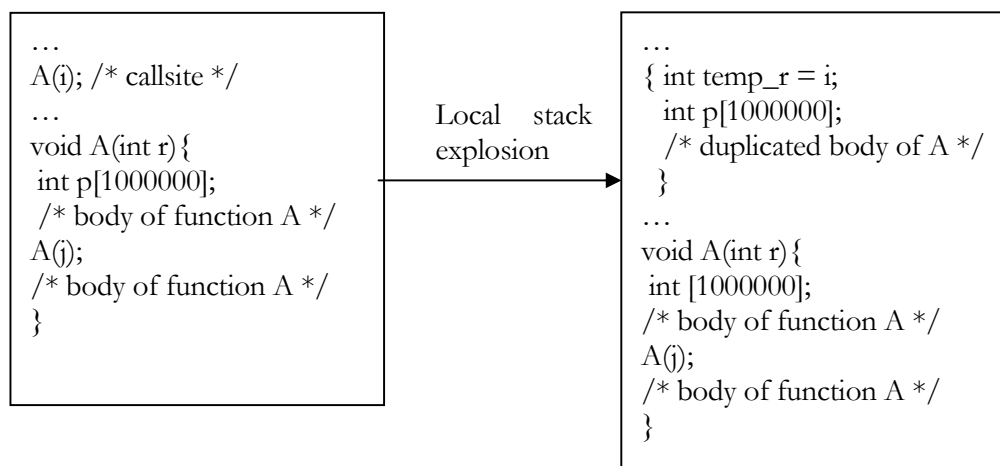 …
A(i); /* callsite */
…
void A(int r){
int p[1000000];
/* body of function A */
A(j);
/* body of function A */
}
Local stack
explosion
…
{ int temp_r = i;
int p[1000000];
/* duplicated body of A */
}
…
void A(int r){
int [1000000];
/* body of function A */
A(j);
/* body of function A */
}